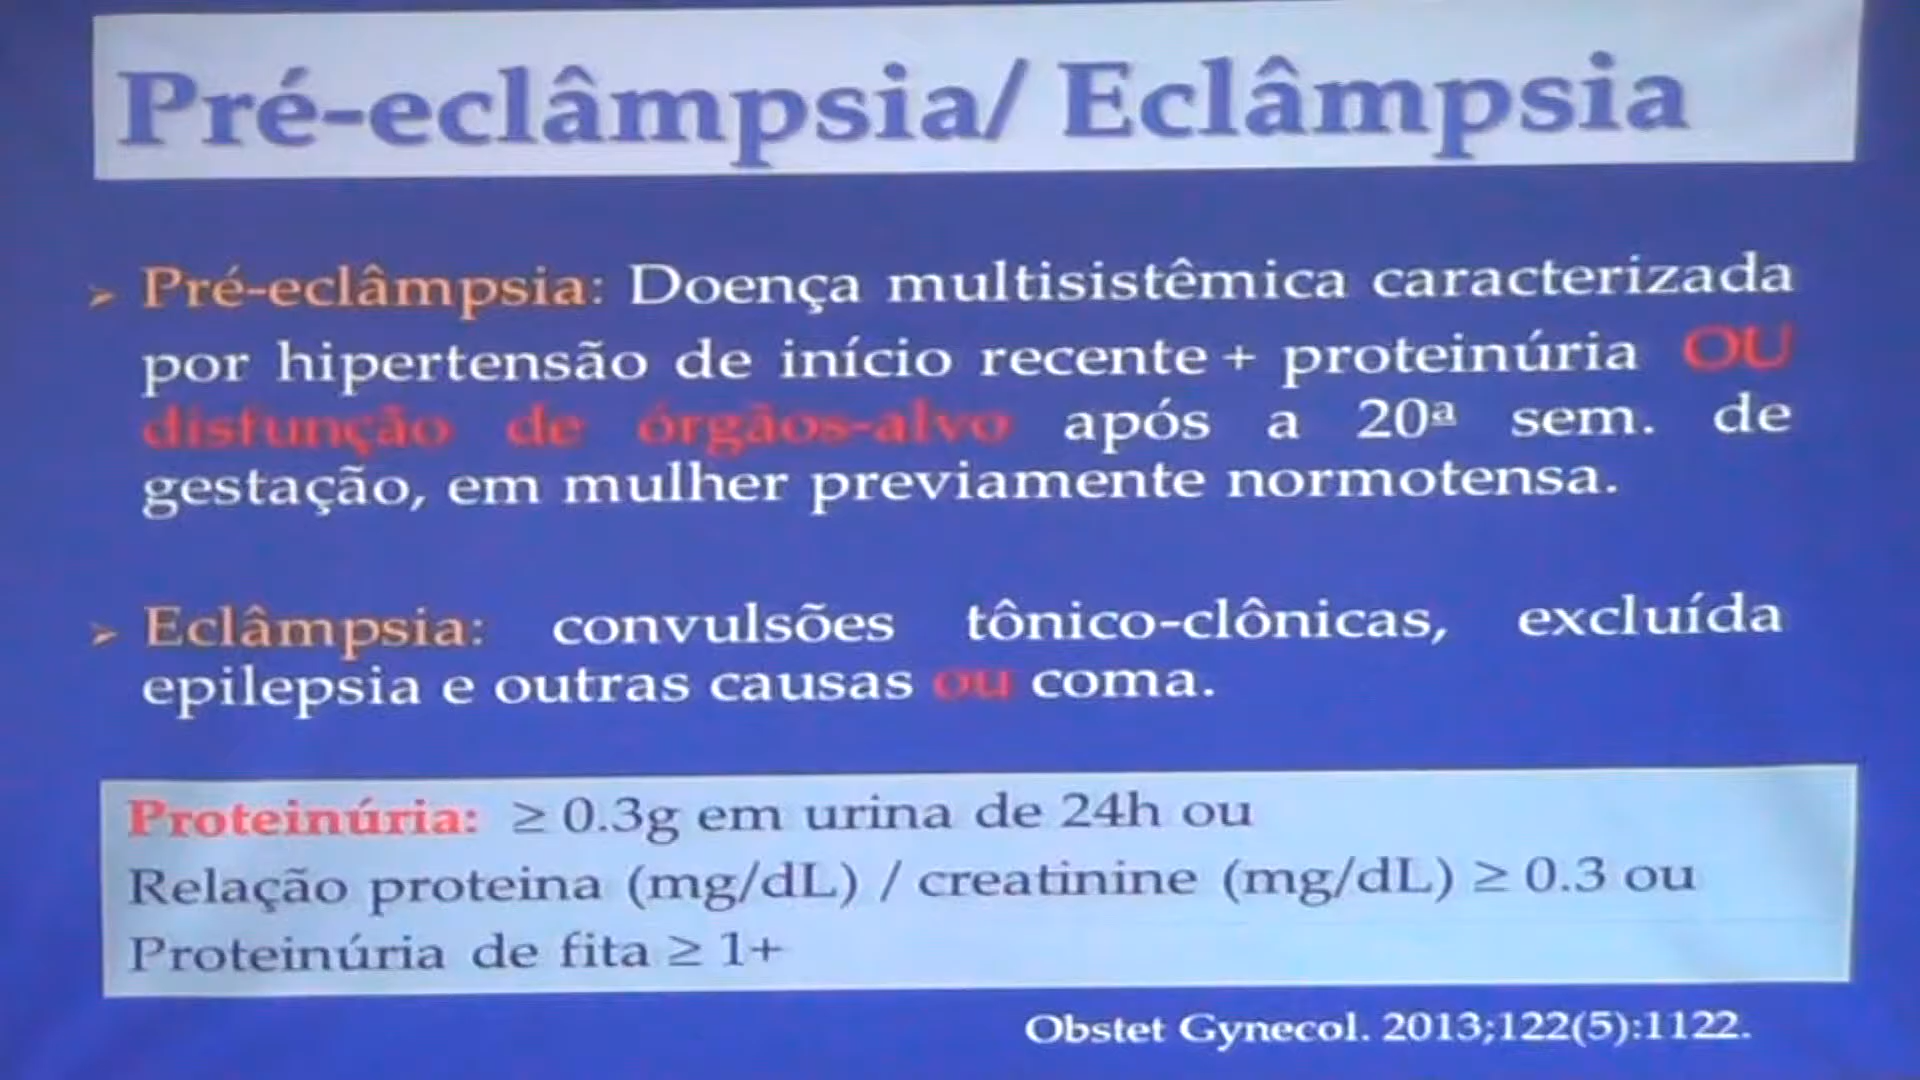 Pré-eclâmpsia/ Eclâmpsia
➢ Pré-eclâmpsia: Doença multisistêmica caracterizada
por hipertensão de início recente + proteinúria OU
disfunção de órgãos-alvo após a 20ª sem. de
gestação, em mulher previamente normotensa.
➢ Eclâmpsia: convulsões tônico-clônicas, excluída
epilepsia e outras causas ou coma.
Proteinúria: ≥ 0.3g em urina de 24h ou
Relação proteina (mg/dL) / creatinine (mg/dL) ≥ 0.3 ou
Proteinúria de fita ≥ 1+
Obstet Gynecol. 2013;122(5):1122.